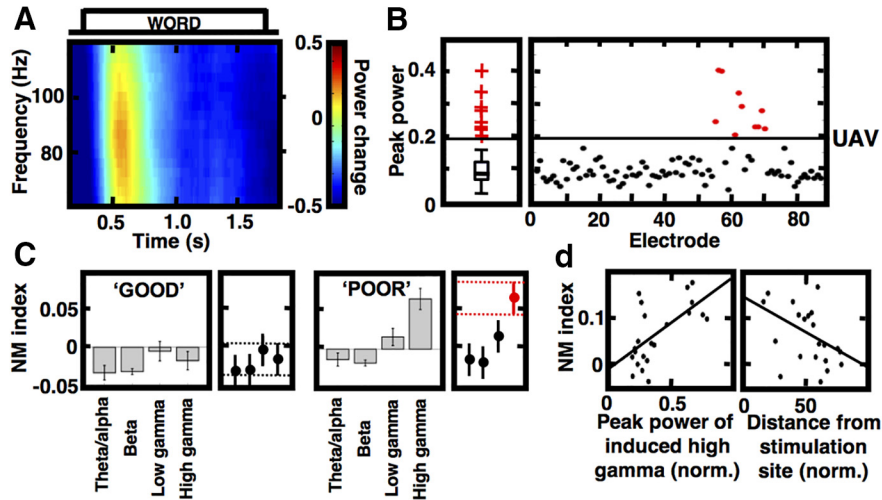 A
WORD
Frequency (Hz)
100
80
0.5
1.0
1.5
Time (s)
0.5
0
-0.5
Power change
B
Peak power
0.4
0.2
0
0
20
40
60
80
Electrode
UAV
C
NM index
0.05
0
-0.05
'GOOD'
Theta/alpha
Beta
Low gamma
High gamma
'POOR'
Theta/alpha
Beta
Low gamma
High gamma
d
NM index
0.1
0
0
0.5
Peak power of
induced high
gamma (norm.)
0
50
Distance from
stimulation
site (norm.)